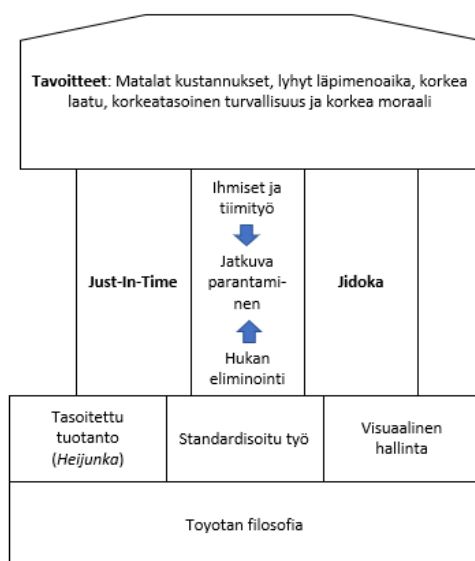 Tavoitteet: Matalat kustannukset, lyhyt läpimenoaika, korkea
laatu, korkeatasoinen turvallisuus ja korkea moraali
Just-In-Time
Ihmiset ja
tiimityö
Jatkuva
parantami-
nen
Hukan
eliminointi
Jidoka
Tasoitettu
tuotanto
(Heijunka)
Standardisoitu työ
Visuaalinen
hallinta
Toyotan filosofia